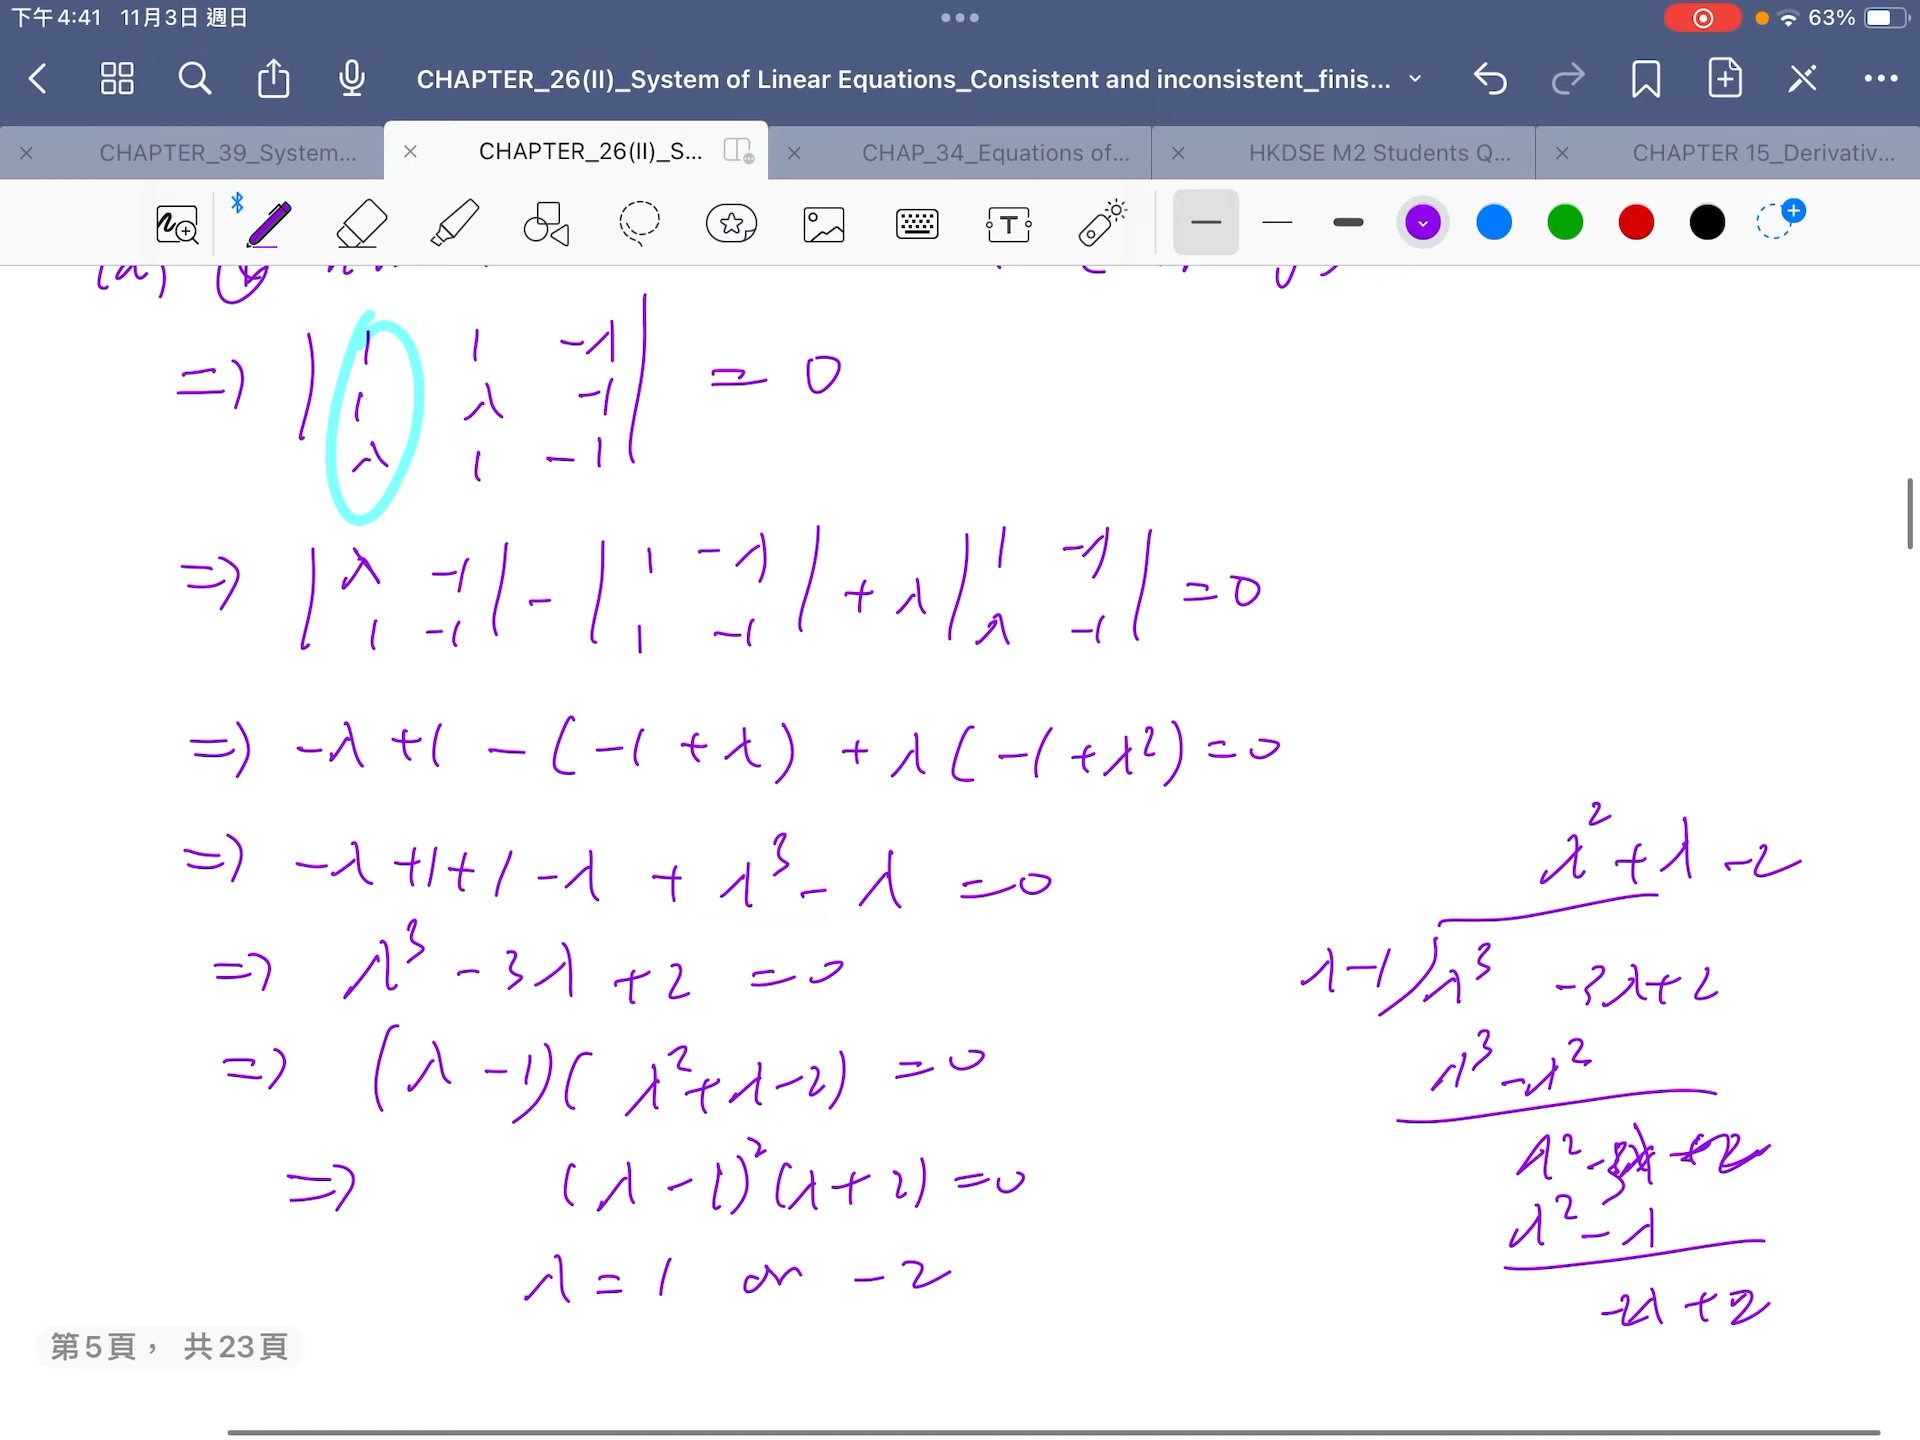 下午4:41 11月3日 週日
63%
CHAPTER_26(II)_System of Linear Equations_Consistent and inconsistent_finis...
CHAPTER_39_System...
CHAPTER_26(II)_S...
CHAP_34_Equations of...
HKDSE M2 Students Q...
CHAPTER 15_Derivativ...
(a)
=> | 1 1 -λ
1 λ -1
λ 1 -1 | = 0
=> | λ -1
1 -1 | - | 1 -λ
1 -1 | + λ | 1 -λ
λ -1 | = 0
=> -λ + 1 - (-1 + λ) + λ(-1 + λ²) = 0
=> -λ + 1 + 1 - λ + λ³ - λ = 0
=> λ³ - 3λ + 2 = 0
=> (λ - 1)(λ² + λ - 2) = 0
=> (λ - 1)²(λ + 2) = 0
λ = 1 or -2
λ² + λ - 2
λ - 1 ) λ³ - 3λ + 2
λ³ - λ²
λ² - 3λ + 2
λ² - λ
-2λ + 2
第5頁， 共23頁